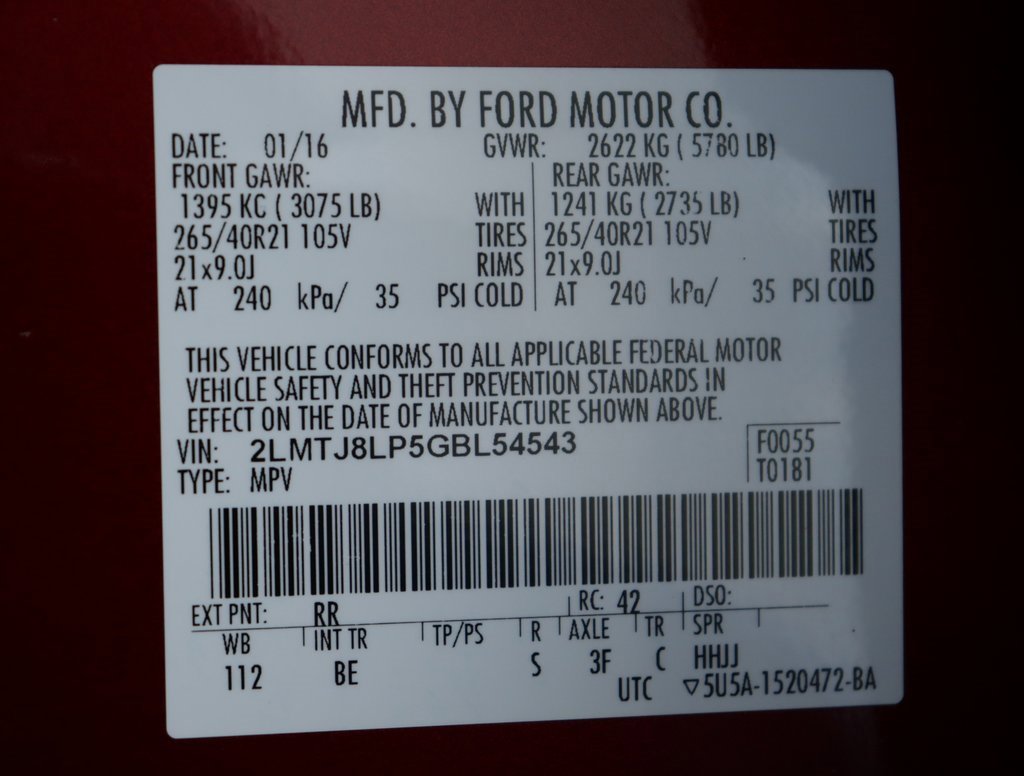 MFD. BY FORD MOTOR CO.
DATE: 01/16 GVWR: 2622 KG ( 5780 LB)
FRONT GAWR: REAR GAWR:
1395 KC ( 3075 LB) WITH 1241 KG ( 2735 LB) WITH
265/40R21 105V TIRES 265/40R21 105V TIRES
21x9.0J RIMS 21x9.0J RIMS
AT 240 kPa/ 35 PSI COLD AT 240 kPa/ 35 PSI COLD
THIS VEHICLE CONFORMS TO ALL APPLICABLE FEDERAL MOTOR
VEHICLE SAFETY AND THEFT PREVENTION STANDARDS IN
EFFECT ON THE DATE OF MANUFACTURE SHOWN ABOVE.
VIN: 2LMTJ8LP5GBL54543 F0055
TYPE: MPV T0181
EXT PNT: RR RC: 42 DSO:
WB INT TR TP/PS R AXLE TR SPR
112 BE S 3F C HHJJ
UTC ▽5U5A-1520472-BA